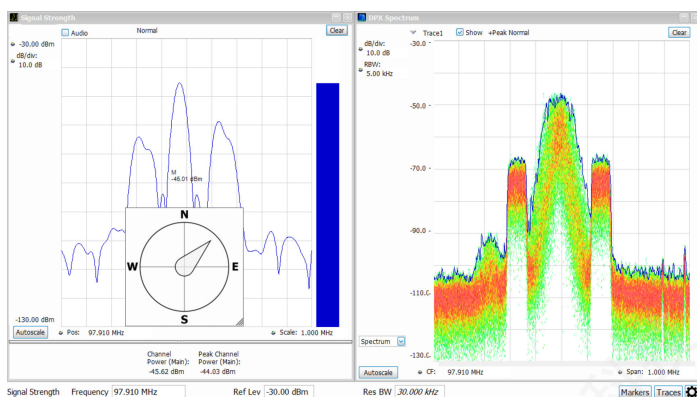 Signal Strength
Audio
Normal
Clear
-30.00 dBm
dB/div:
10.0 dB
M
-46.01 dBm
N
W
E
S
-130.00 dBm
Autoscale
Pos: 97.910 MHz
Scale: 1.000 MHz
Channel Power (Main):
-45.62 dBm
Peak Channel Power (Main):
-44.03 dBm
DPX Spectrum
Trace1
Show
+Peak Normal
Clear
dB/div:
10.0 dB
RBW:
5.00 kHz
-30.0
-50.0
-70.0
-90.0
-110.0
-130.0
Spectrum
Autoscale
CF: 97.910 MHz
Span: 1.000 MHz
Signal Strength
Frequency 97.910 MHz
Ref Lev -30.00 dBm
Res BW 30.000 kHz
Markers
Traces